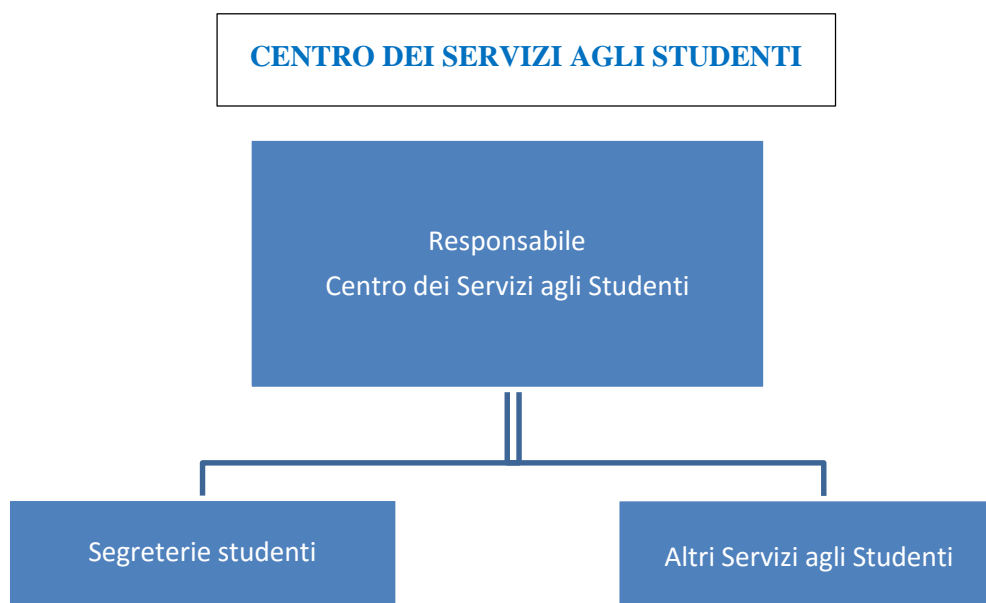 CENTRO DEI SERVIZI AGLI STUDENTI
Responsabile
Centro dei Servizi agli Studenti
Segreterie studenti
Altri Servizi agli Studenti